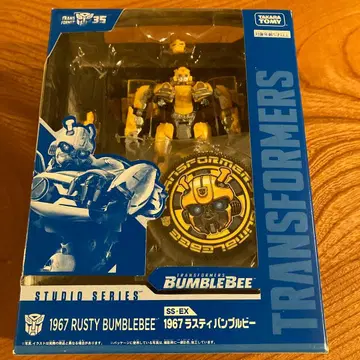 TRANSFORMERS 35
TAKARA TOMY
TRANSFORMERS
TRANSFORMERS
BUMBLEBEE
TRANSFORMERS
BUMBLEBEE
STUDIO SERIES
SS-EX
1967 RUSTY BUMBLEBEE
1967 ラスティバンブルビー